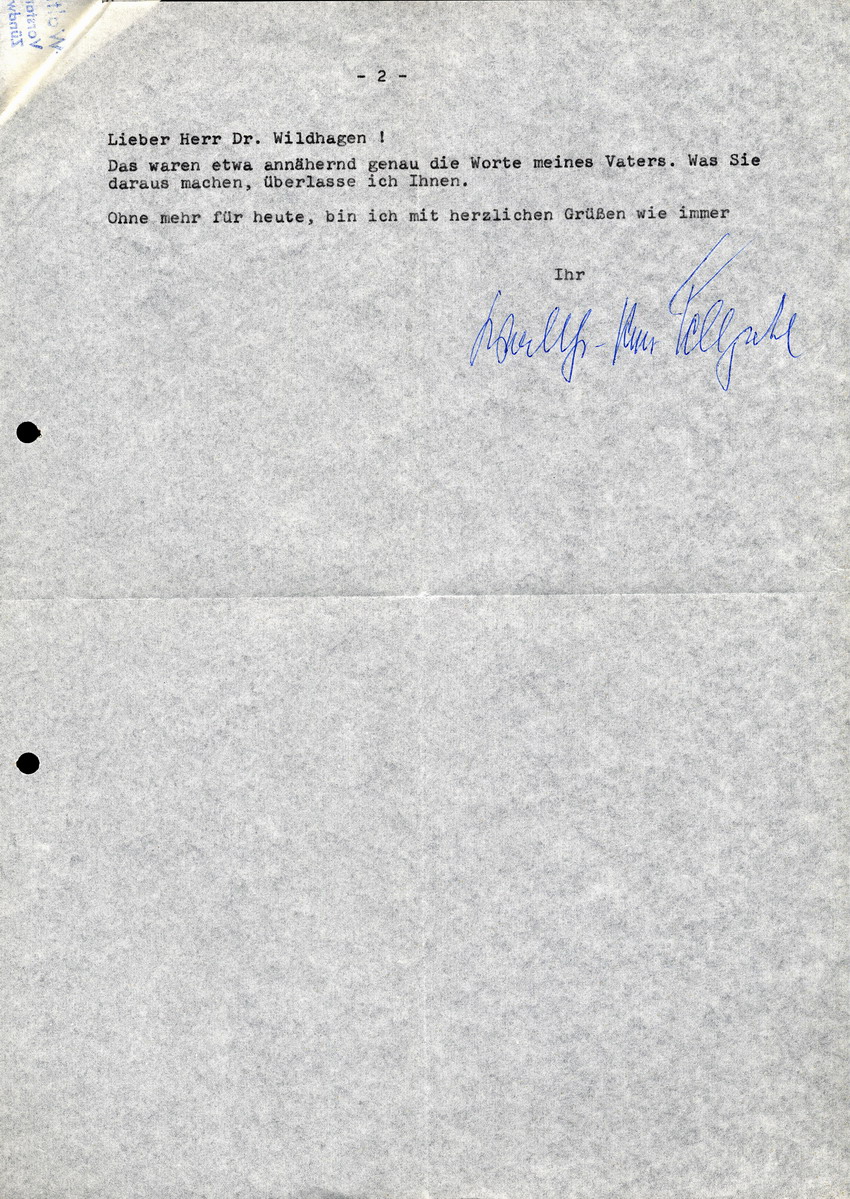 - 2 -
Lieber Herr Dr. Wildhagen !
Das waren etwa annähernd genau die Worte meines Vaters. Was Sie
daraus machen, überlasse ich Ihnen.
Ohne mehr für heute, bin ich mit herzlichen Grüßen wie immer
Ihr